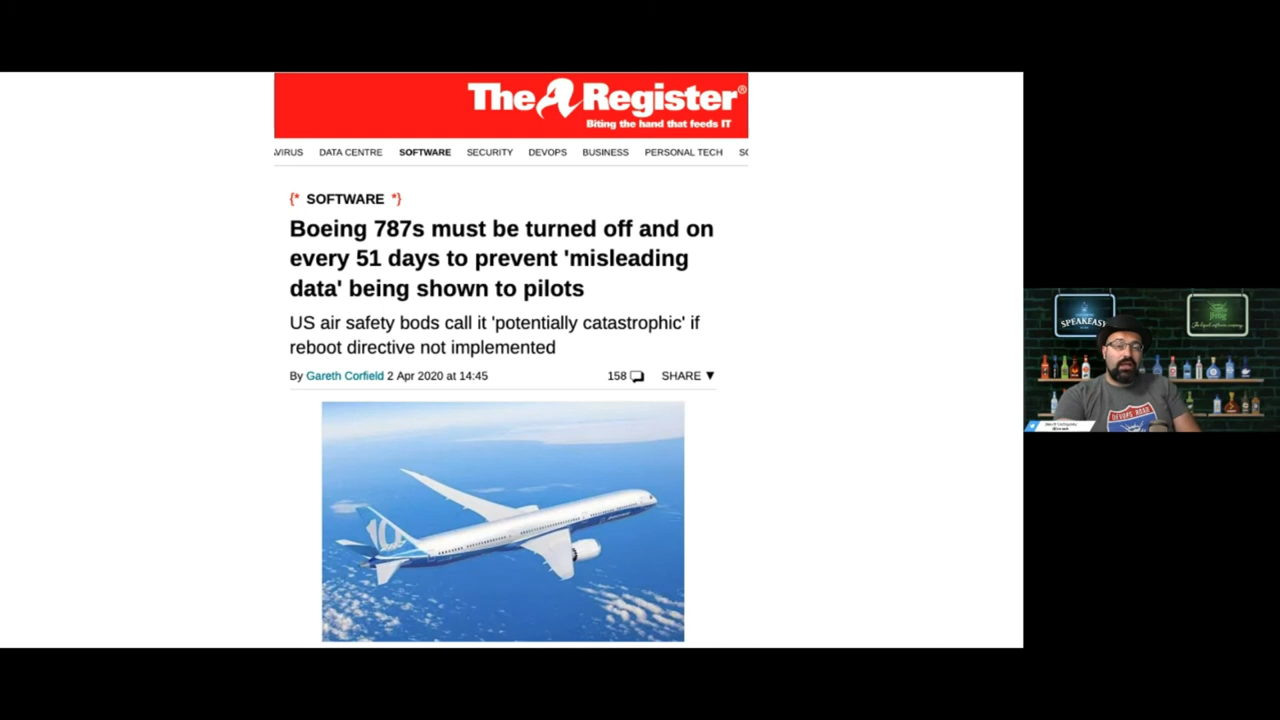 The Register®
Biting the hand that feeds IT
VIRUS DATA CENTRE SOFTWARE SECURITY DEVOPS BUSINESS PERSONAL TECH
{* SOFTWARE *}
Boeing 787s must be turned off and on
every 51 days to prevent 'misleading
data' being shown to pilots
US air safety bods call it 'potentially catastrophic' if
reboot directive not implemented
By Gareth Corfield 2 Apr 2020 at 14:45 158 SHARE ▼
10
SPEAKEASY
DEVOPS ROAD